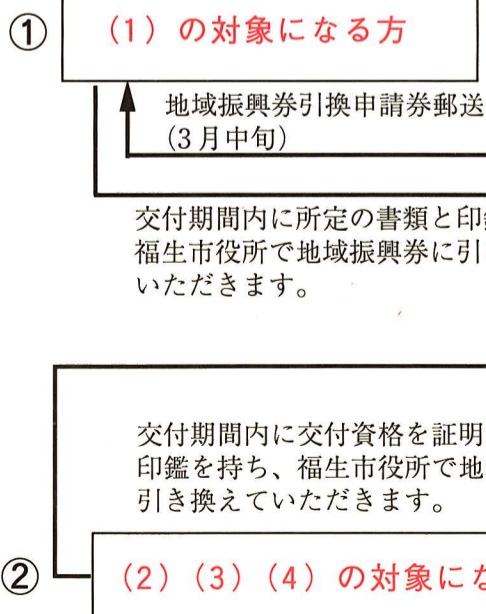 ① (1) の対象になる方
地域振興券引換申請券郵送
(3月中旬)
交付期間内に所定の書類と印
福生市役所で地域振興券に引
いただきます。
交付期間内に交付資格を証明
印鑑を持ち、福生市役所で地
引き換えていただきます。
② (2) (3) (4) の対象にな